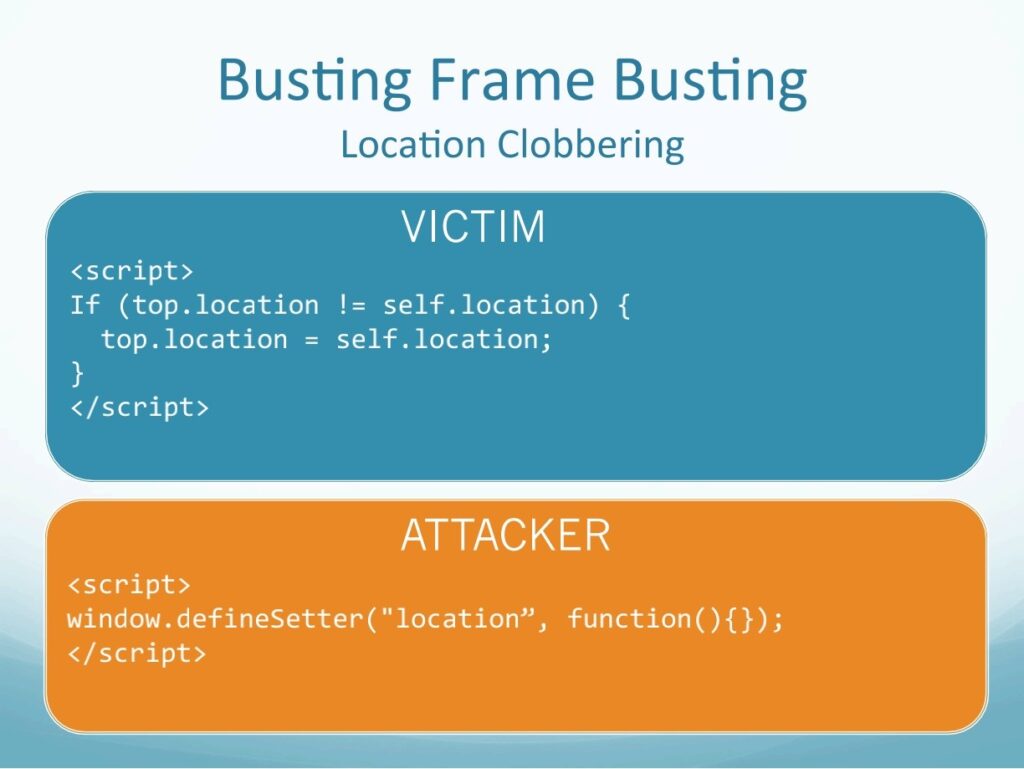 Busting Frame Busting
Location Clobbering
VICTIM
<script>
If (top.location != self.location) {
  top.location = self.location;
}
</script>
ATTACKER
<script>
window.defineSetter("location”, function(){});
</script>